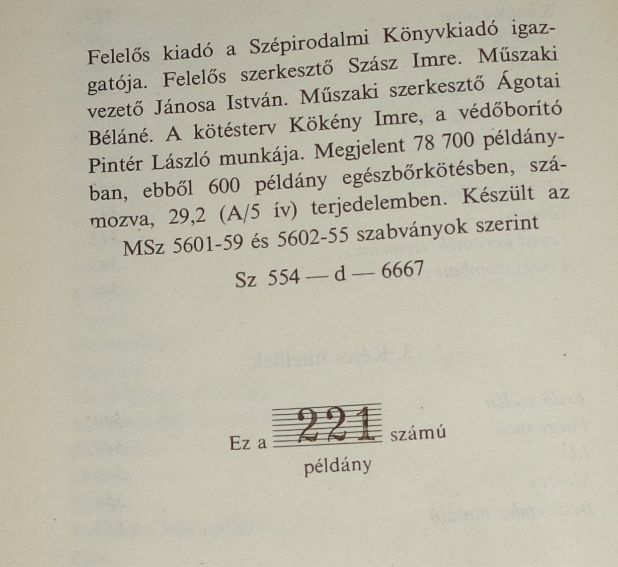 Felelős kiadó a Szépirodalmi Könyvkiadó igaz-
gatója. Felelős szerkesztő Szász Imre. Műszaki
vezető Jánosa István. Műszaki szerkesztő Ágotai
Béláné. A kötésterv Kökény Imre, a védőborító
Pintér László munkája. Megjelent 78 700 példány-
ban, ebből 600 példány egészbőrkötésben, szá-
mozva, 29,2 (A/5 ív) terjedelemben. Készült az
MSz 5601-59 és 5602-55 szabványok szerint
Sz 554 — d — 6667
Ez a 221 számú
példány